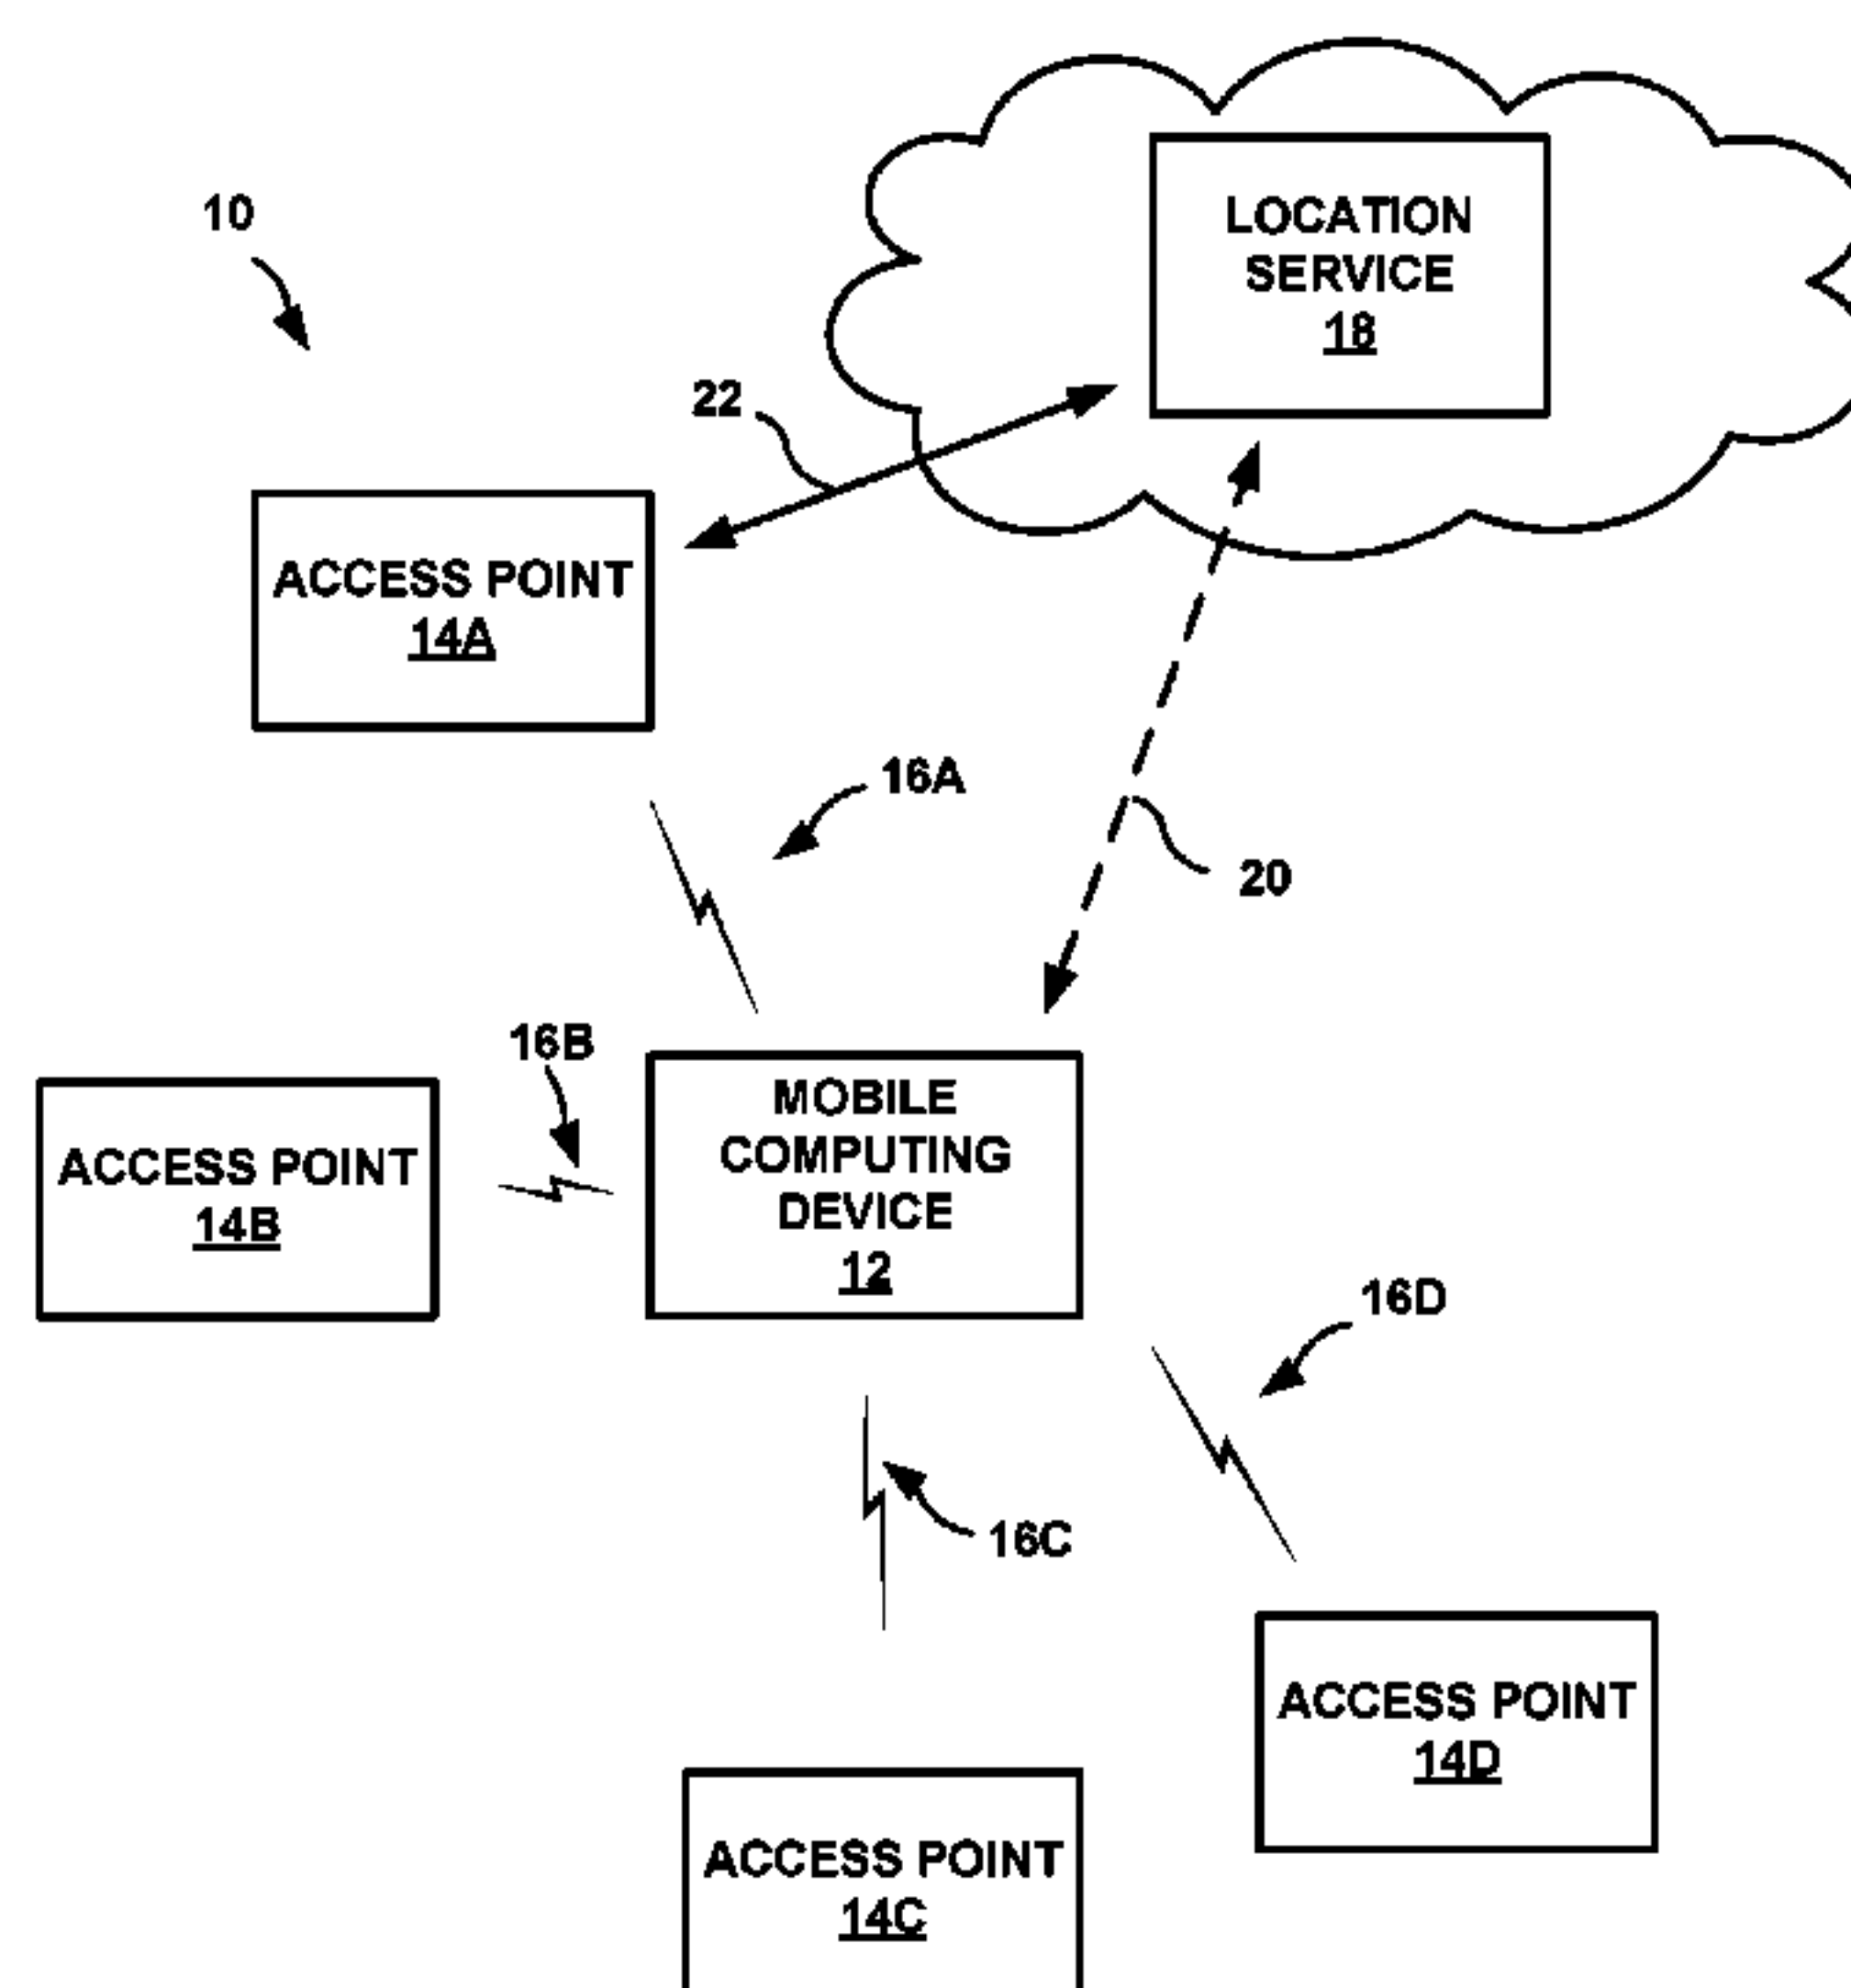 10
LOCATION
SERVICE
18
22
ACCESS POINT
14A
16A
20
16B
MOBILE
COMPUTING
DEVICE
12
ACCESS POINT
14B
16D
16C
ACCESS POINT
14D
ACCESS POINT
14C